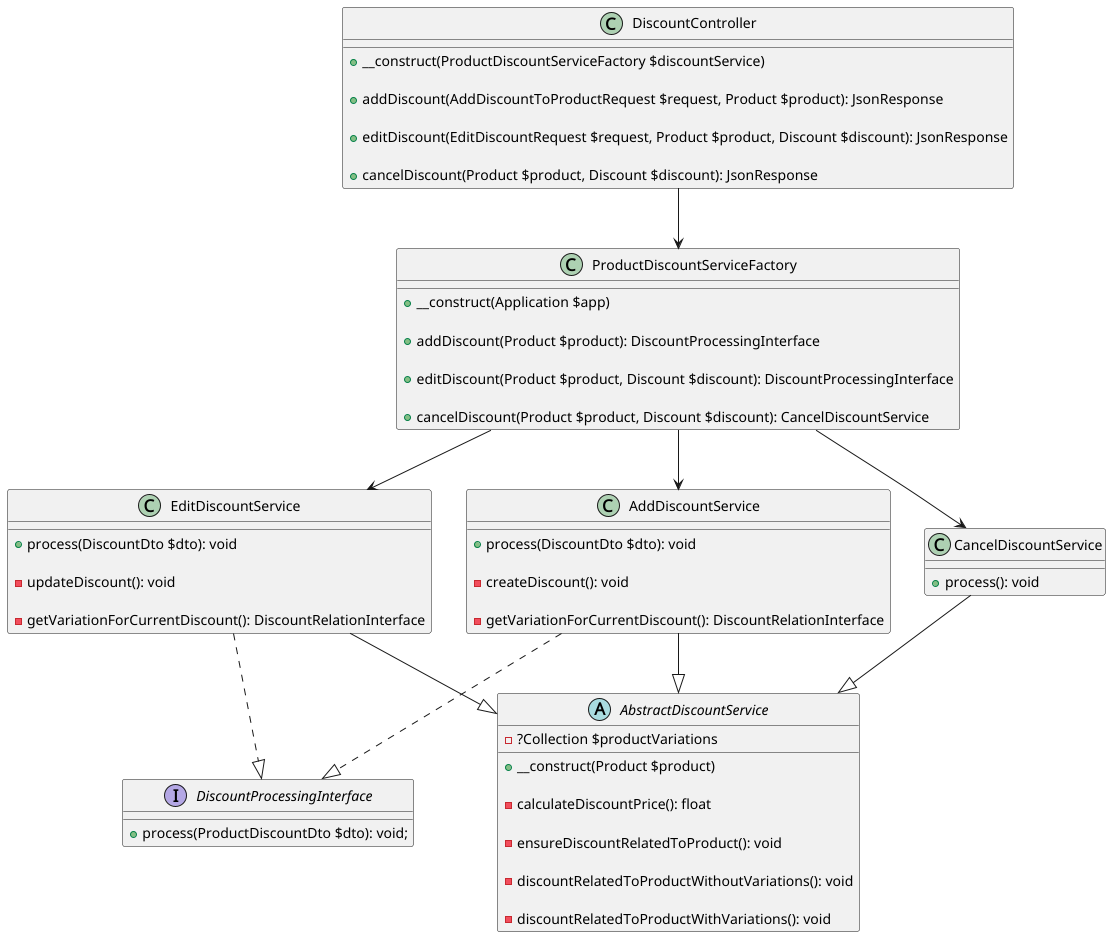 C DiscountController
__construct(ProductDiscountServiceFactory $discountService)
addDiscount(AddDiscountToProductRequest $request, Product $product): JsonResponse
editDiscount(EditDiscountRequest $request, Product $product, Discount $discount): JsonResponse
cancelDiscount(Product $product, Discount $discount): JsonResponse
C ProductDiscountServiceFactory
__construct(Application $app)
addDiscount(Product $product): DiscountProcessingInterface
editDiscount(Product $product, Discount $discount): DiscountProcessingInterface
cancelDiscount(Product $product, Discount $discount): CancelDiscountService
C EditDiscountService
process(DiscountDto $dto): void
updateDiscount(): void
getVariationForCurrentDiscount(): DiscountRelationInterface
C AddDiscountService
process(DiscountDto $dto): void
createDiscount(): void
getVariationForCurrentDiscount(): DiscountRelationInterface
C CancelDiscountService
process(): void
I DiscountProcessingInterface
process(ProductDiscountDto $dto): void;
A AbstractDiscountService
?Collection $productVariations
__construct(Product $product)
calculateDiscountPrice(): float
ensureDiscountRelatedToProduct(): void
discountRelatedToProductWithoutVariations(): void
discountRelatedToProductWithVariations(): void